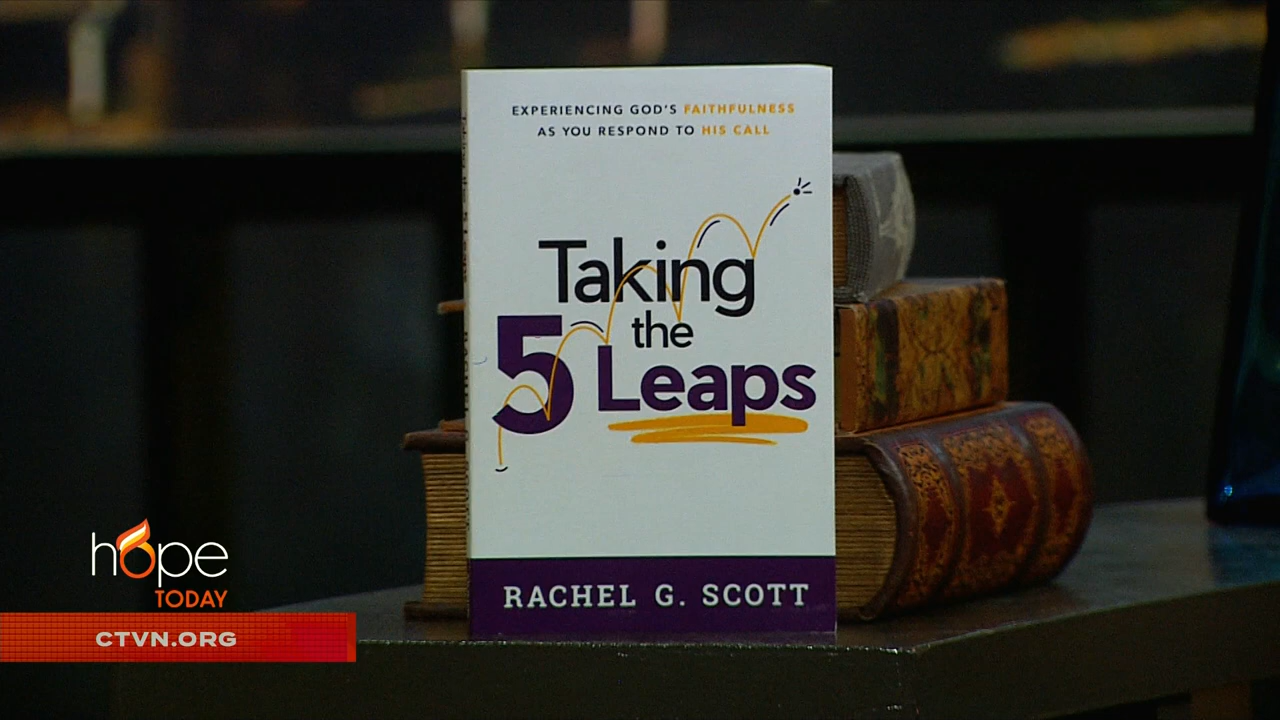 EXPERIENCING GOD'S FAITHFULNESS
AS YOU RESPOND TO HIS CALL
Taking
the
5 Leaps
RACHEL G. SCOTT
hope
TODAY
CTVN.ORG